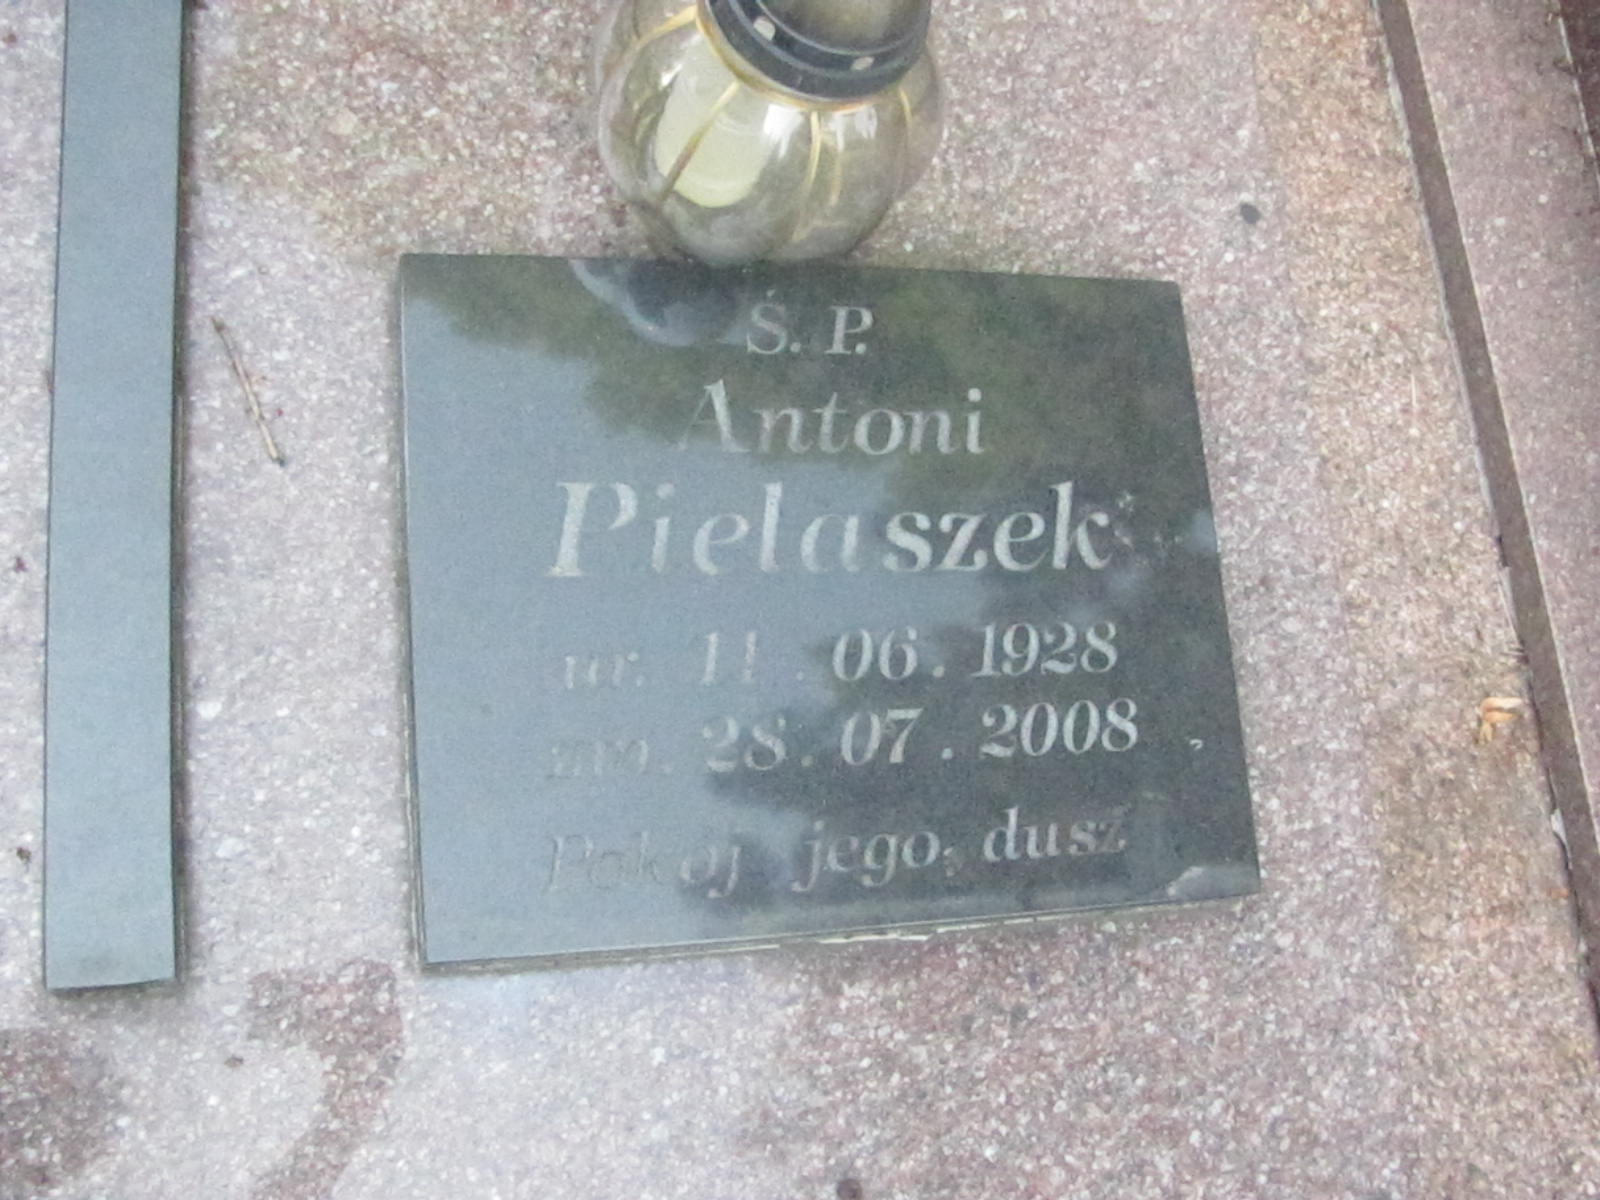 Ś. P.
Antoni
Pielaszek
ur. 11. 06. 1928
zm. 28. 07. 2008
Pokój jego dusz